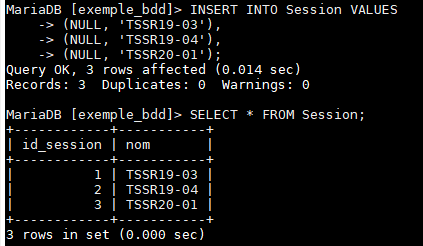 MariaDB [exemple_bdd]> INSERT INTO Session VALUES
    -> (NULL, 'TSSR19-03'),
    -> (NULL, 'TSSR19-04'),
    -> (NULL, 'TSSR20-01');
Query OK, 3 rows affected (0.014 sec)
Records: 3  Duplicates: 0  Warnings: 0

MariaDB [exemple_bdd]> SELECT * FROM Session;
+------------+-----------+
| id_session | nom       |
+------------+-----------+
|          1 | TSSR19-03 |
|          2 | TSSR19-04 |
|          3 | TSSR20-01 |
+------------+-----------+
3 rows in set (0.000 sec)